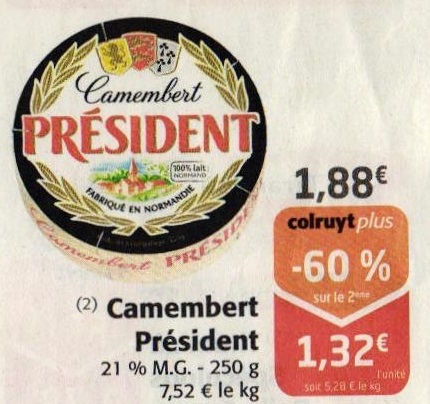 Camembert
PRÉSIDENT
100% lait
NORMAND
FABRIQUÉ EN NORMANDIE
Camembert PRÉSIDENT
1,88€
colruyt plus
-60 %
sur le 2ème
1,32€
l'unité
soit 5,28 € le kg
(2) Camembert
Président
21 % M.G. - 250 g
7,52 € le kg